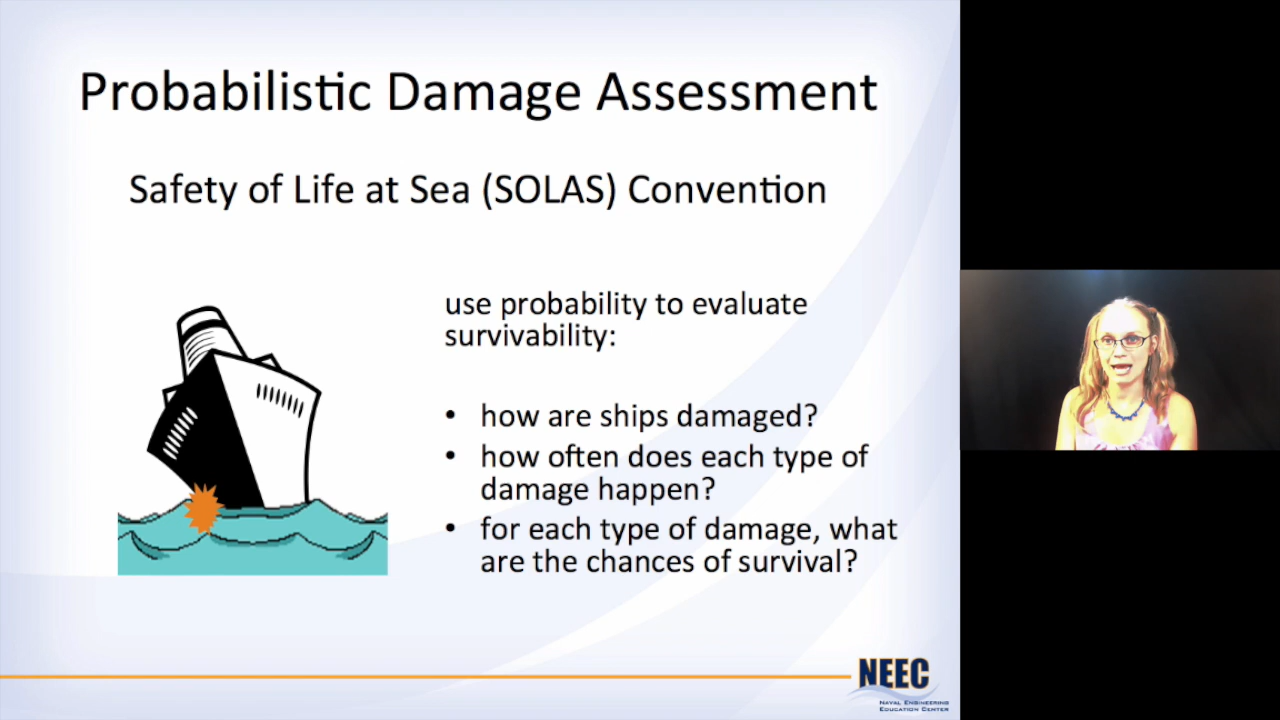 Probabilistic Damage Assessment
Safety of Life at Sea (SOLAS) Convention
use probability to evaluate
survivability:
• how are ships damaged?
• how often does each type of
damage happen?
• for each type of damage, what
are the chances of survival?
NEEC
NAVAL ENGINEERING
EDUCATION CENTER